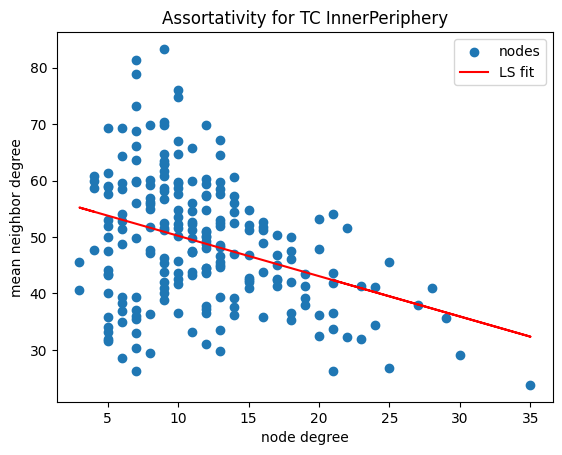 Assortativity for TC InnerPeriphery
nodes
LS fit
mean neighbor degree
80
70
60
50
40
30
5 10 15 20 25 30 35
node degree